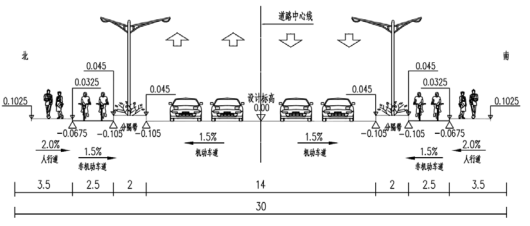 道路中心线
北
南
0.045
0.045
0.0325
0.0325
0.045
0.045
设计标高
0.00
0.1025
0.1025
-0.0675
-0.105
分隔带
-0.105
-0.105
分隔带
-0.105
-0.0675
2.0%
人行道
1.5%
非机动车道
1.5%
机动车道
1.5%
机动车道
1.5%
非机动车道
2.0%
人行道
3.5
2.5
2
14
2
2.5
3.5
30